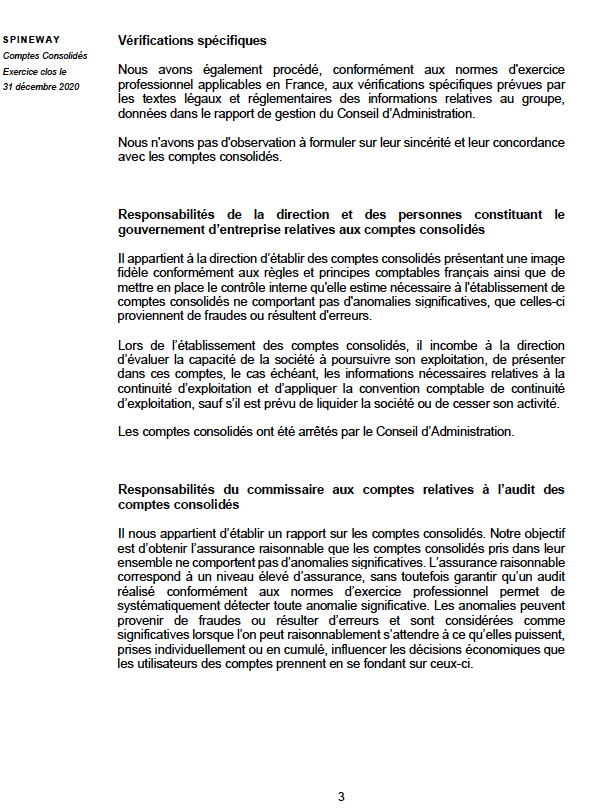 SPINEWAY
Comptes Consolidés
Exercice clos le
31 décembre 2020
Vérifications spécifiques
Nous avons également procédé, conformément aux normes d'exercice
professionnel applicables en France, aux vérifications spécifiques prévues par
les textes légaux et réglementaires des informations relatives au groupe,
données dans le rapport de gestion du Conseil d'Administration.
Nous n'avons pas d'observation à formuler sur leur sincérité et leur concordance
avec les comptes consolidés.
Responsabilités de la direction et des personnes constituant le
gouvernement d'entreprise relatives aux comptes consolidés
Il appartient à la direction d'établir des comptes consolidés présentant une image
fidèle conformément aux règles et principes comptables français ainsi que de
mettre en place le contrôle interne qu'elle estime nécessaire à l'établissement de
comptes consolidés ne comportant pas d'anomalies significatives, que celles-ci
proviennent de fraudes ou résultent d'erreurs.
Lors de l'établissement des comptes consolidés, il incombe à la direction
d'évaluer la capacité de la société à poursuivre son exploitation, de présenter
dans ces comptes, le cas échéant, les informations nécessaires relatives à la
continuité d'exploitation et d'appliquer la convention comptable de continuité
d'exploitation, sauf s'il est prévu de liquider la société ou de cesser son activité.
Les comptes consolidés ont été arrêtés par le Conseil d'Administration.
Responsabilités du commissaire aux comptes relatives à l'audit des
comptes consolidés
Il nous appartient d'établir un rapport sur les comptes consolidés. Notre objectif
est d'obtenir l'assurance raisonnable que les comptes consolidés pris dans leur
ensemble ne comportent pas d'anomalies significatives. L'assurance raisonnable
correspond à un niveau élevé d'assurance, sans toutefois garantir qu'un audit
réalisé conformément aux normes d'exercice professionnel permet de
systématiquement détecter toute anomalie significative. Les anomalies peuvent
provenir de fraudes ou résulter d'erreurs et sont considérées comme
significatives lorsque l'on peut raisonnablement s'attendre à ce qu'elles puissent,
prises individuellement ou en cumulé, influencer les décisions économiques que
les utilisateurs des comptes prennent en se fondant sur ceux-ci.
3